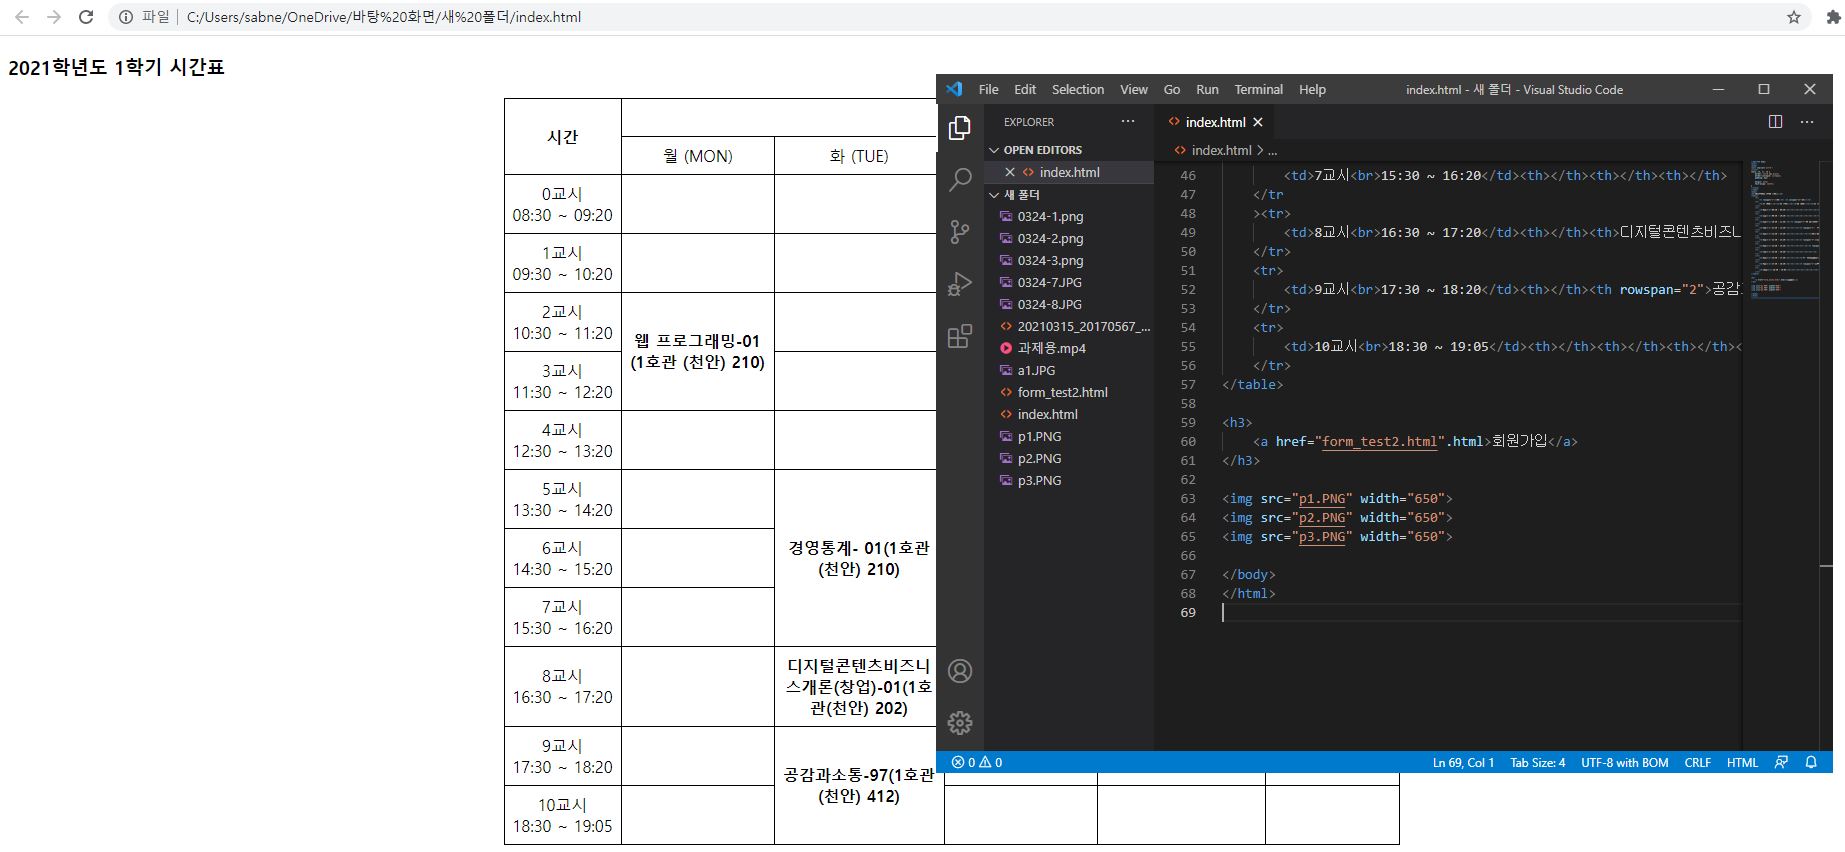 파일 C:/Users/sabne/OneDrive/바탕%20화면/새%20폴더/index.html
2021학년도 1학기 시간표
시간
월 (MON)
화 (TUE)
0교시
08:30 ~ 09:20
1교시
09:30 ~ 10:20
2교시
10:30 ~ 11:20
웹 프로그래밍-01
(1호관 (천안) 210)
3교시
11:30 ~ 12:20
4교시
12:30 ~ 13:20
5교시
13:30 ~ 14:20
경영통계- 01(1호관
(천안) 210)
6교시
14:30 ~ 15:20
7교시
15:30 ~ 16:20
8교시
16:30 ~ 17:20
디지털콘텐츠비즈니
스개론(창업)-01(1호
관(천안) 202)
9교시
17:30 ~ 18:20
공감과소통-97(1호관
(천안) 412)
10교시
18:30 ~ 19:05
File Edit Selection View Go Run Terminal Help index.html - 새 폴더 - Visual Studio Code
EXPLORER
OPEN EDITORS
index.html
새 폴더
0324-1.png
0324-2.png
0324-3.png
0324-7.JPG
0324-8.JPG
20210315_20170567_...
과제용.mp4
a1.JPG
form_test2.html
index.html
p1.PNG
p2.PNG
p3.PNG
index.html
index.html > ...
46 <td>7교시<br>15:30 ~ 16:20</td><th></th><th></th><th></th>
47 </tr
48 ><tr>
49 <td>8교시<br>16:30 ~ 17:20</td><th></th><th>디지털콘텐츠비즈니
50 </tr>
51 <tr>
52 <td>9교시<br>17:30 ~ 18:20</td><th></th><th rowspan="2">공감
53 </tr>
54 <tr>
55 <td>10교시<br>18:30 ~ 19:05</td><th></th><th></th><th></th><
56 </tr>
57 </table>
58
59 <h3>
60 <a href="form_test2.html".html>회원가입</a>
61 </h3>
62
63 <img src="p1.PNG" width="650">
64 <img src="p2.PNG" width="650">
65 <img src="p3.PNG" width="650">
66
67 </body>
68 </html>
69
0 0 Ln 69, Col 1 Tab Size: 4 UTF-8 with BOM CRLF HTML